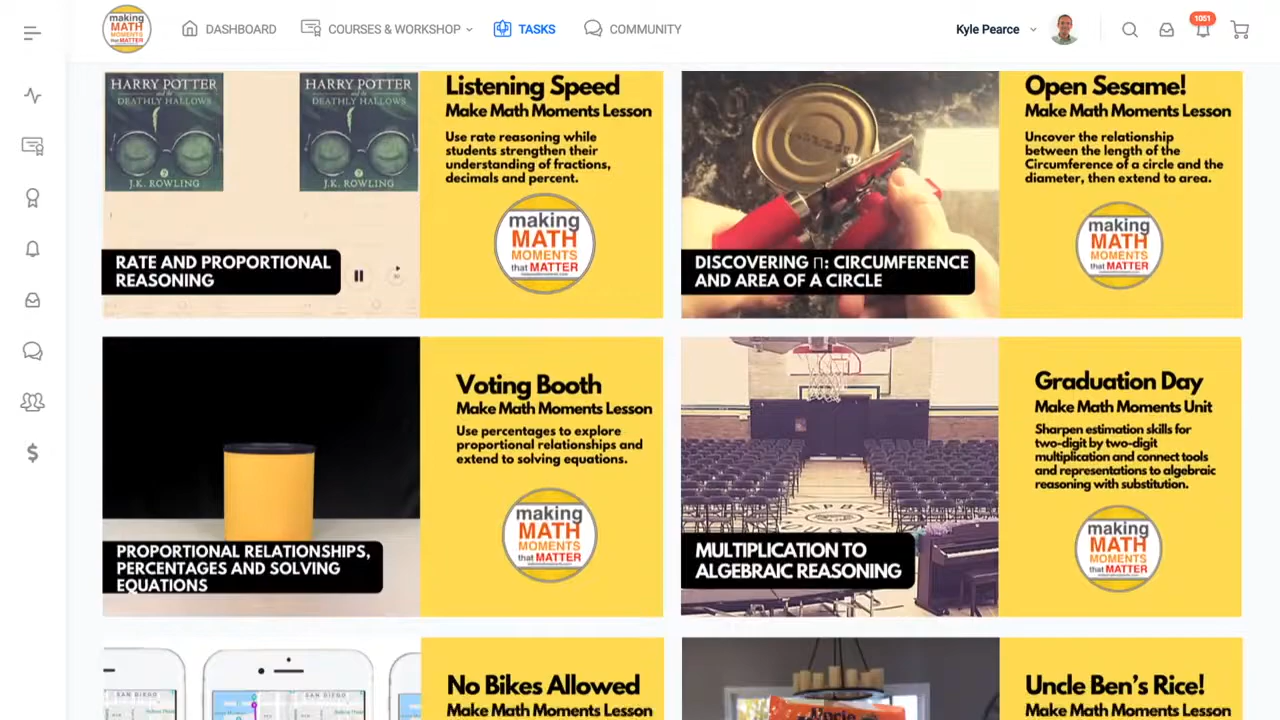 making
MATH
MOMENTS
that MATTER
DASHBOARD
COURSES & WORKSHOP
TASKS
COMMUNITY
Kyle Pearce
1051
HARRY POTTER
and the
DEATHLY HALLOWS
J.K. ROWLING
HARRY POTTER
and the
DEATHLY HALLOWS
J.K. ROWLING
RATE AND PROPORTIONAL
REASONING
Listening Speed
Make Math Moments Lesson
Use rate reasoning while
students strengthen their
understanding of fractions,
decimals and percent.
making
MATH
MOMENTS
that MATTER
DISCOVERING Π: CIRCUMFERENCE
AND AREA OF A CIRCLE
Open Sesame!
Make Math Moments Lesson
Uncover the relationship
between the length of the
Circumference of a circle and the
diameter, then extend to area.
making
MATH
MOMENTS
that MATTER
PROPORTIONAL RELATIONSHIPS,
PERCENTAGES AND SOLVING
EQUATIONS
Voting Booth
Make Math Moments Lesson
Use percentages to explore
proportional relationships and
extend to solving equations.
making
MATH
MOMENTS
that MATTER
MULTIPLICATION TO
ALGEBRAIC REASONING
Graduation Day
Make Math Moments Unit
Sharpen estimation skills for
two-digit by two-digit
multiplication and connect tools
and representations to algebraic
reasoning with substitution.
making
MATH
MOMENTS
that MATTER
SAN DIEGO
SAN DIEGO
No Bikes Allowed
Make Math Moments Lesson
Uncle Ben's Rice!
Make Math Moments Lesson